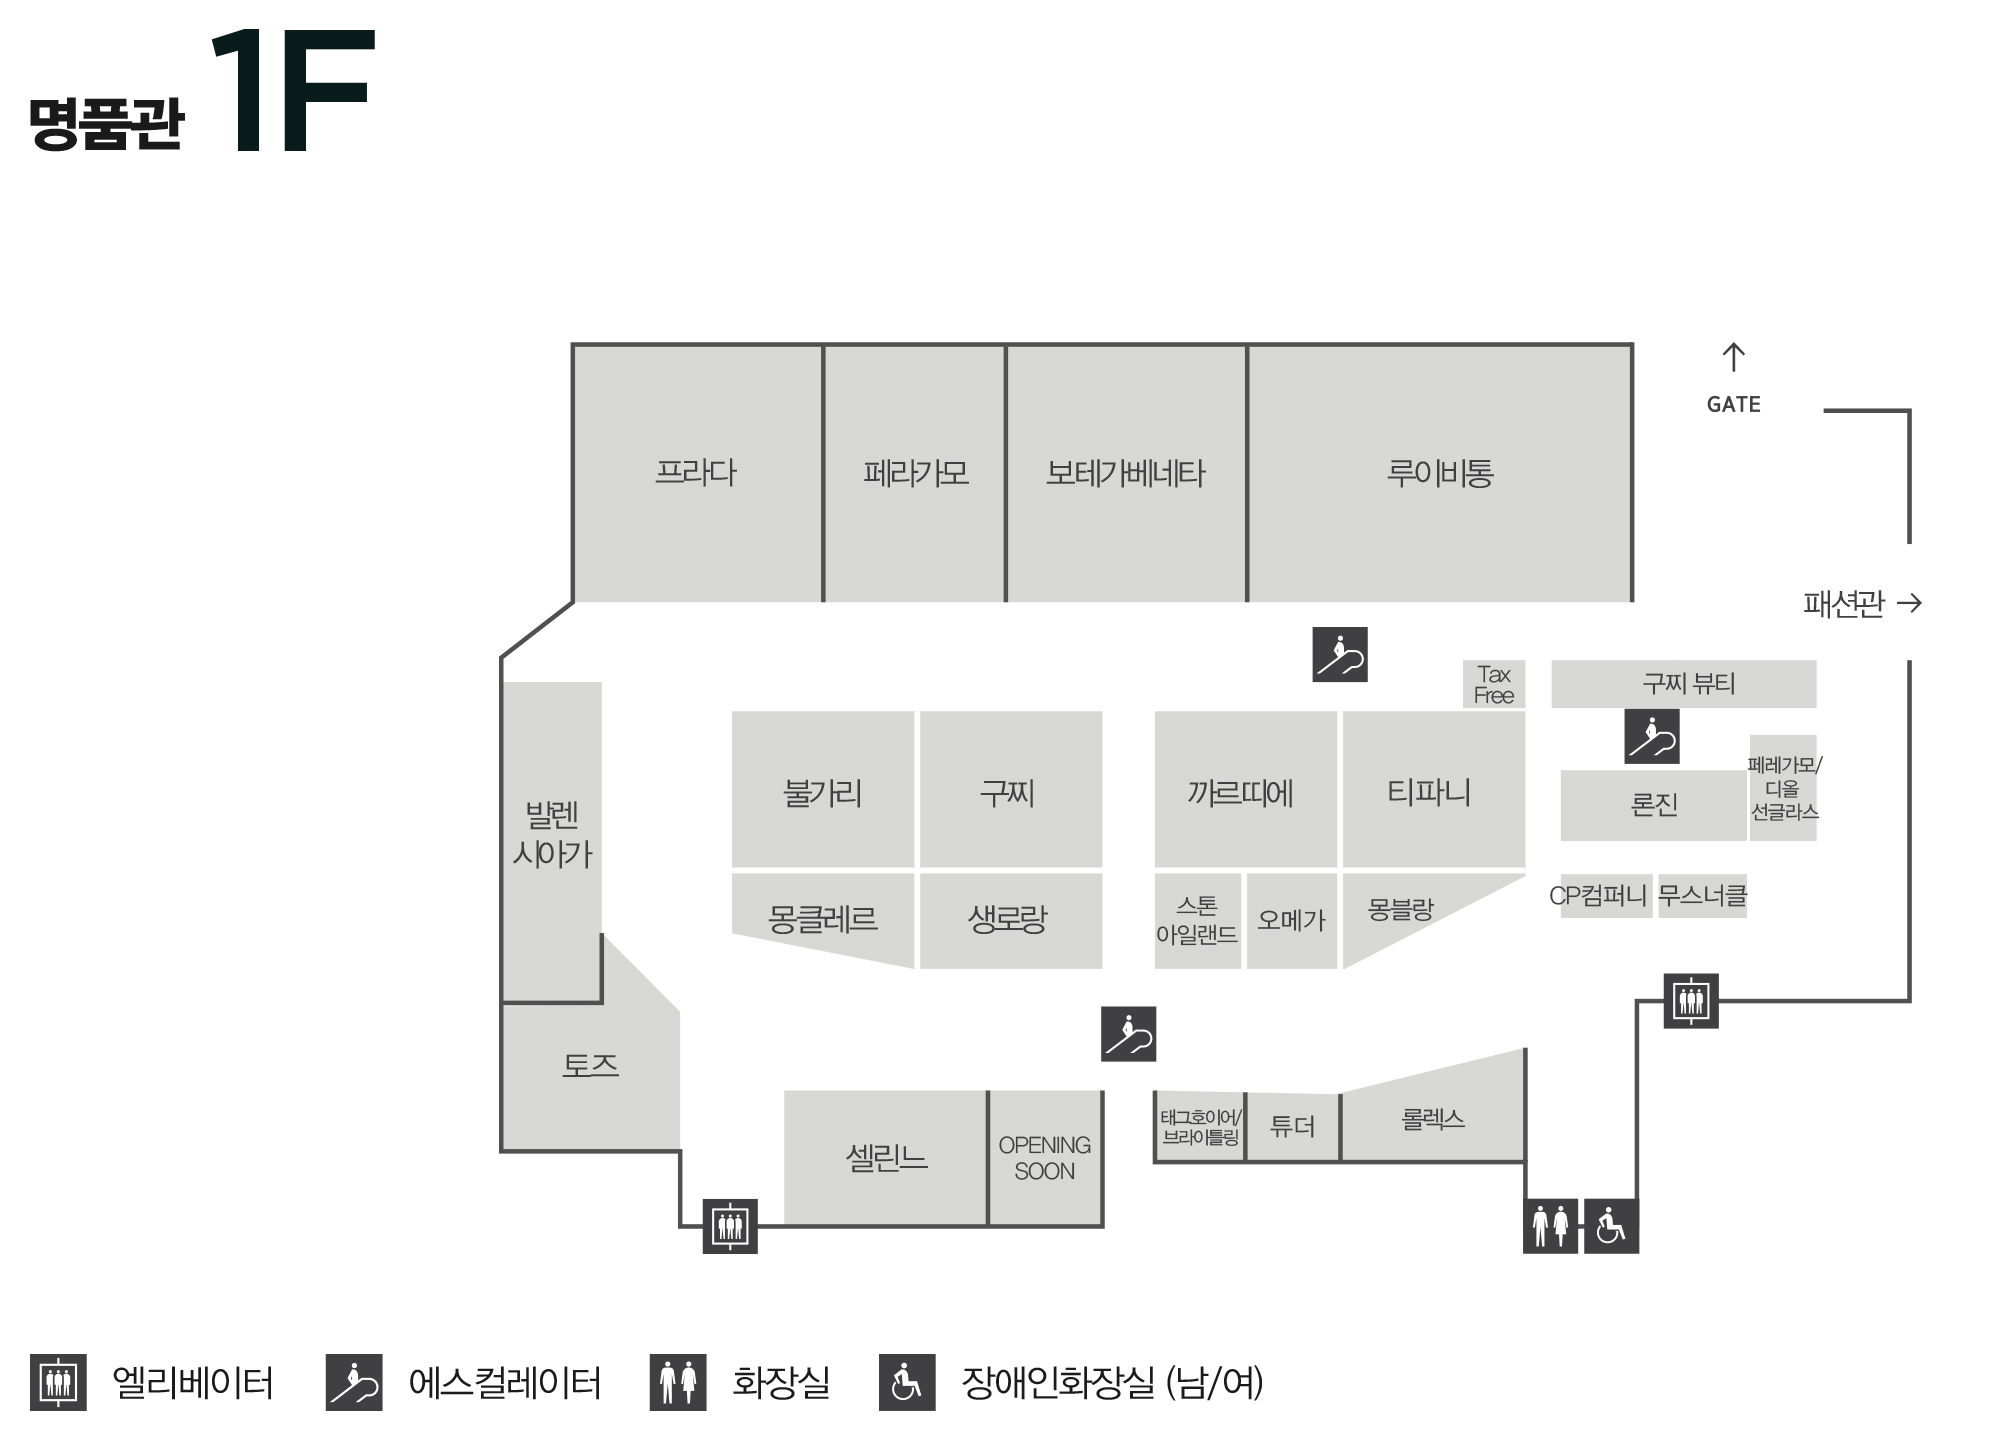 명품관 1F
GATE
프라다
페라가모
보테가베네타
루이비통
패션관
Tax
Free
구찌 뷰티
발렌
시아가
불가리
구찌
까르띠에
티파니
론진
페레가모/
디올
선글라스
몽클레르
생로랑
스톤
아일랜드
오메가
몽블랑
CP컴퍼니
무스너클
토즈
셀린느
OPENING
SOON
태그호이어/
브라이틀링
튜더
롤렉스
엘리베이터
에스컬레이터
화장실
장애인화장실 (남/여)